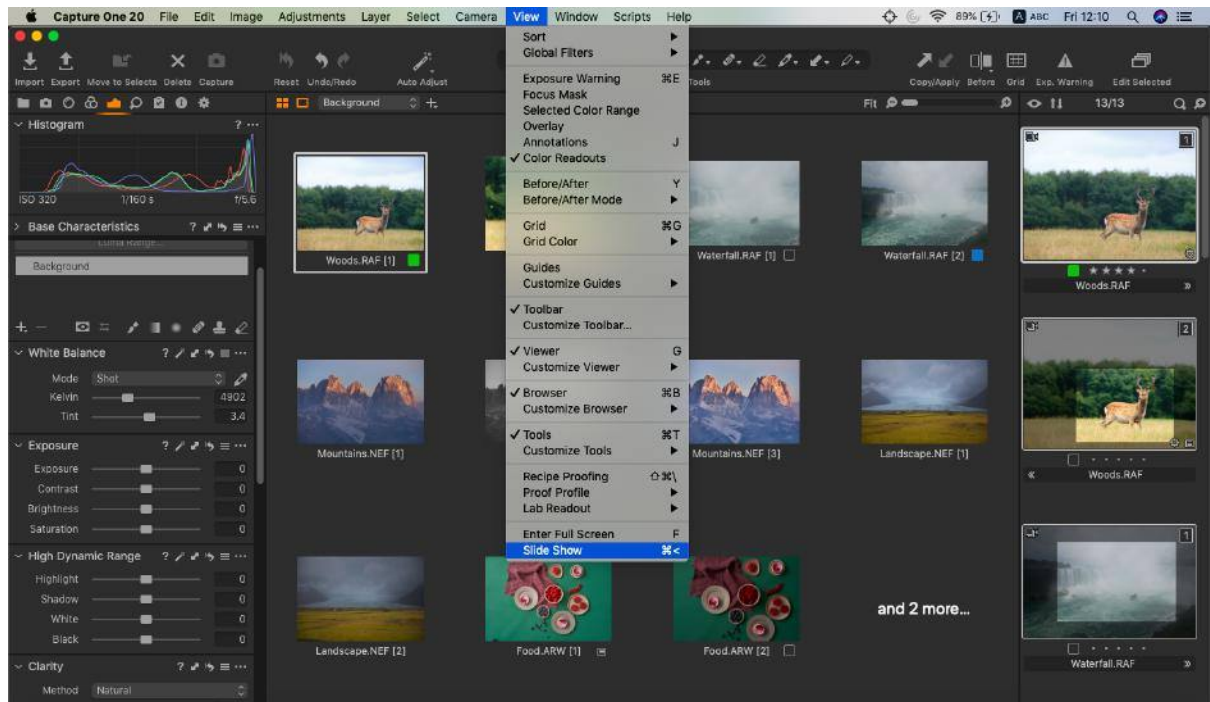 Capture One 20 File Edit Image Adjustments Layer Select Camera View Window Scripts Help 89% ABC Fri 12:10
Import Export Move to Selects Delete Capture Reset Undo/Redo Auto Adjust Tools Copy/Apply Before Grid Exp. Warning Edit Selected
Background Fit 13/13
Histogram
ISO 320 1/160 s f/5.6
Base Characteristics
Luma Range...
Background
White Balance
Mode Shot
Kelvin 4902
Tint 3.4
Exposure
Exposure 0
Contrast 0
Brightness 0
Saturation 0
High Dynamic Range
Highlight 0
Shadow 0
White 0
Black 0
Clarity
Method Natural
Sort
Global Filters
Exposure Warning ⌘E
Focus Mask
Selected Color Range
Overlay
Annotations J
✓ Color Readouts
Before/After Y
Before/After Mode
Grid ⌘G
Grid Color
Guides
Customize Guides
✓ Toolbar
Customize Toolbar...
✓ Viewer G
Customize Viewer
✓ Browser ⌘B
Customize Browser
✓ Tools ⌘T
Customize Tools
Recipe Proofing ⇧⌘\
Proof Profile
Lab Readout
Enter Full Screen F
Slide Show ⌘<
Woods.RAF [1]
Waterfall.RAF [1]
Waterfall.RAF [2]
Mountains.NEF [1]
Mountains.NEF [3]
Landscape.NEF [1]
Landscape.NEF [2]
Food.ARW [1]
Food.ARW [2]
and 2 more...
1
Woods.RAF
2
Woods.RAF
1
Waterfall.RAF